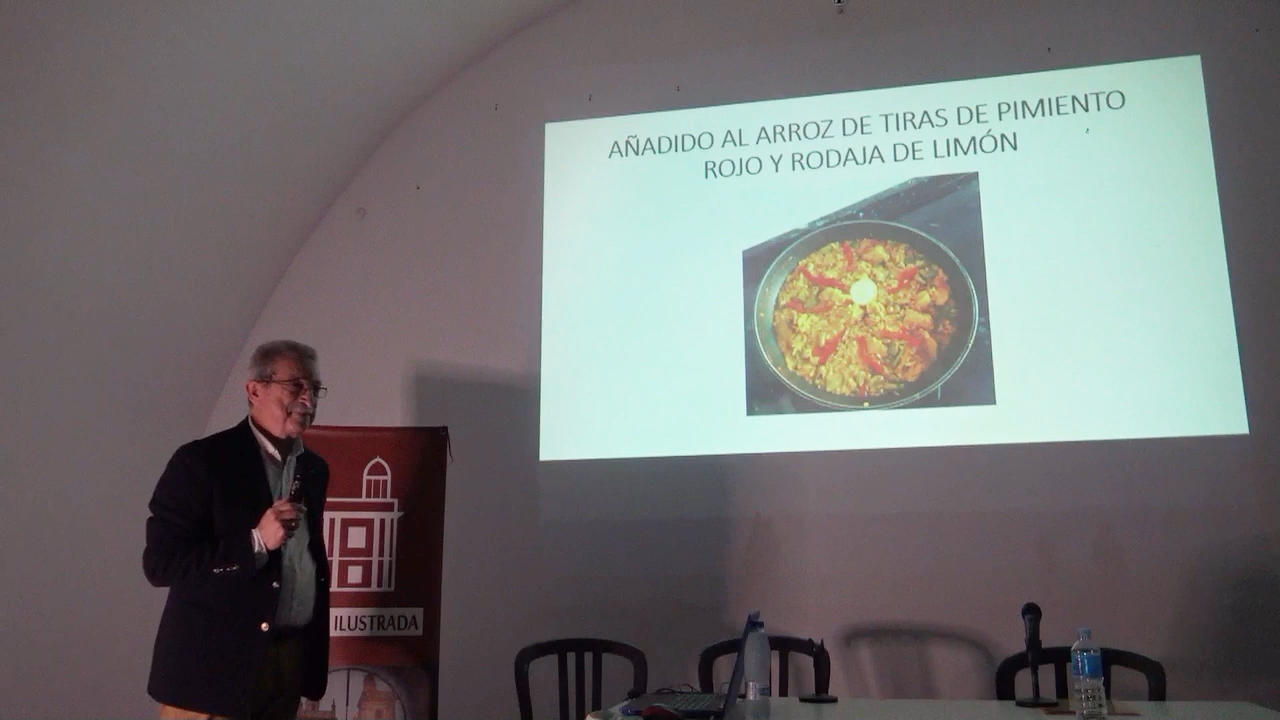 AÑADIDO AL ARROZ DE TIRAS DE PIMIENTO
ROJO Y RODAJA DE LIMÓN
ILUSTRADA